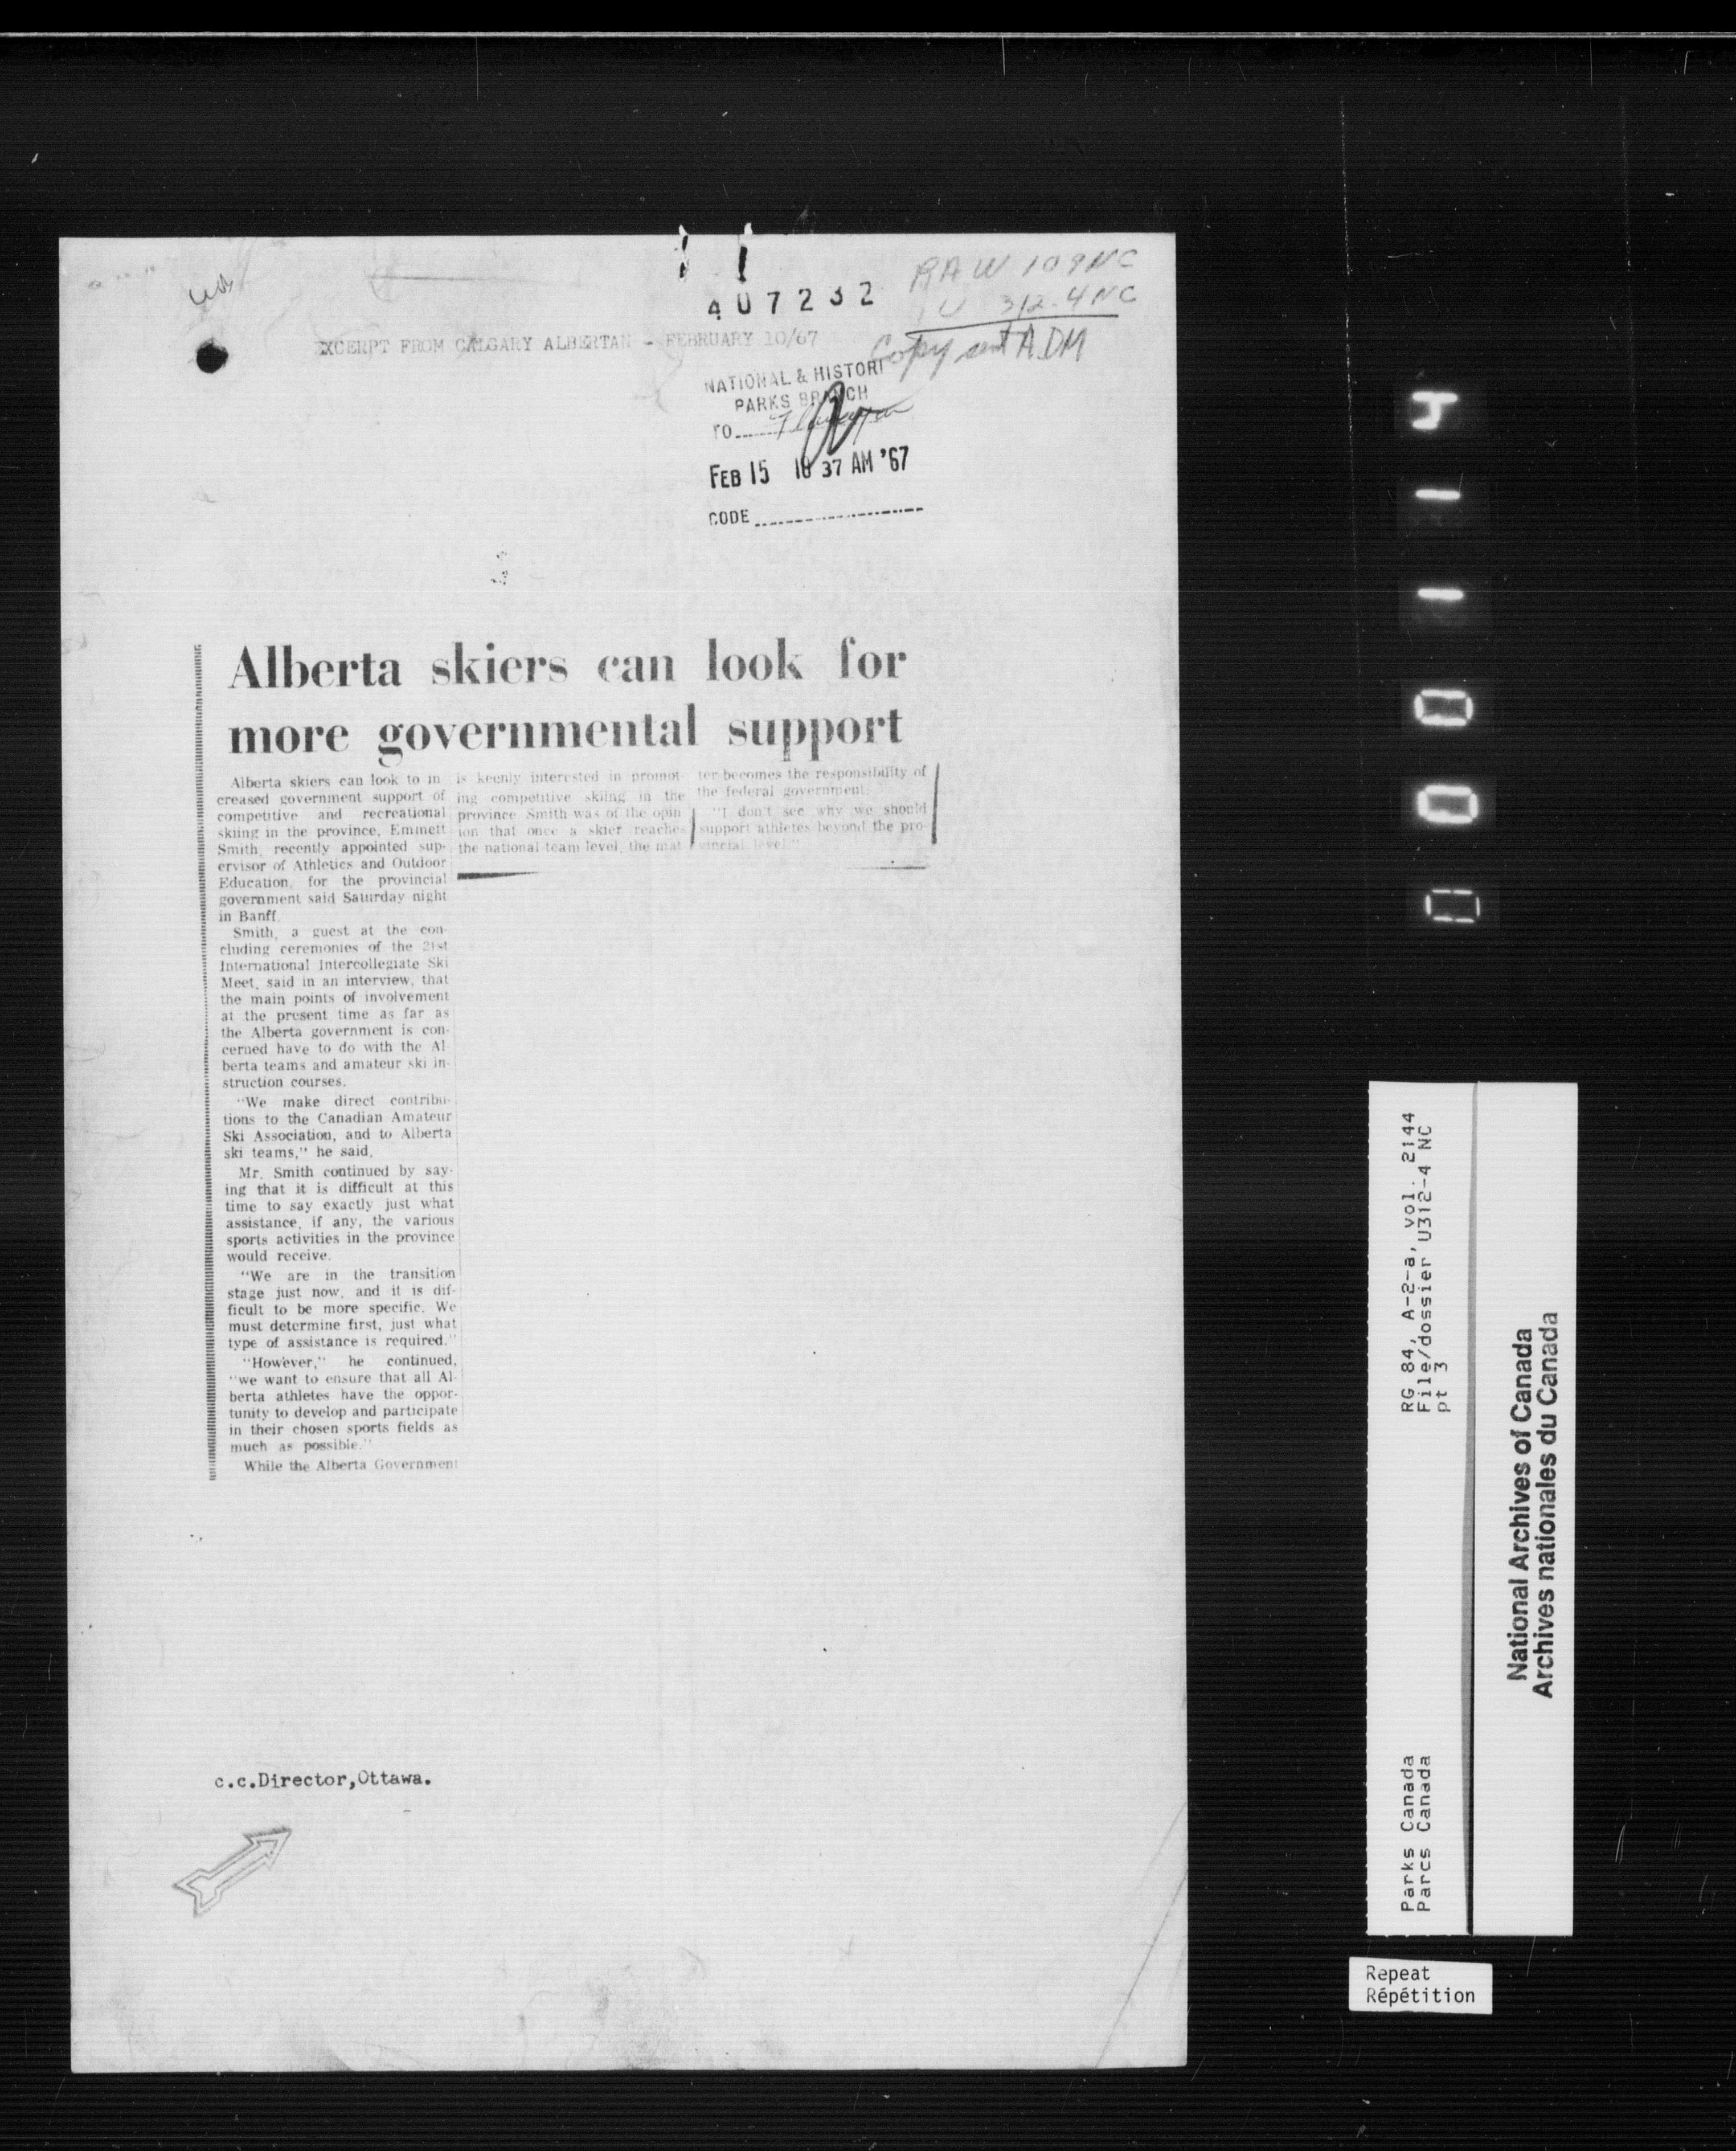 RAW 109NC
407232
U 312-4 NC
EXCERPT FROM CALGARY ALBERTAN - FEBRUARY 10/67
Copy sent ADM
NATIONAL & HISTORI
PARKS BRANCH
TO
FEB 15 10 37 AM '67
CODE
Alberta skiers can look for
more governmental support
Alberta skiers can look to in
creased government support of
competitive and recreational
skiing in the province, Emmett
Smith, recently appointed sup-
ervisor of Athletics and Outdoor
Education, for the provincial
government said Saturday night
in Banff.
Smith, a guest at the con-
cluding ceremonies of the 21st
International Intercollegiate Ski
Meet, said in an interview, that
the main points of involvement
at the present time as far as
the Alberta government is con-
cerned have to do with the Al-
berta teams and amateur ski in-
struction courses.
"We make direct contribu-
tions to the Canadian Amateur
Ski Association, and to Alberta
ski teams," he said.
Mr. Smith continued by say-
ing that it is difficult at this
time to say exactly just what
assistance, if any, the various
sports activities in the province
would receive.
"We are in the transition
stage just now, and it is dif-
ficult to be more specific. We
must determine first, just what
type of assistance is required."
"However," he continued,
"we want to ensure that all Al-
berta athletes have the oppor-
tunity to develop and participate
in their chosen sports fields as
much as possible."
While the Alberta Government
is keenly interested in promot-
ing competitive skiing in the
province Smith was of the opin
ion that once a skier reaches
the national team level, the mat
ter becomes the responsibility of
the federal government.
"I don't see why we should
support athletes beyond the pro-
vincial level."
c.c.Director,Ottawa.
RG 84, A-2-a, vol. 2144
File/dossier U312-4 NC
pt 3
Parks Canada
Parcs Canada
National Archives of Canada
Archives nationales du Canada
Repeat
Répétition